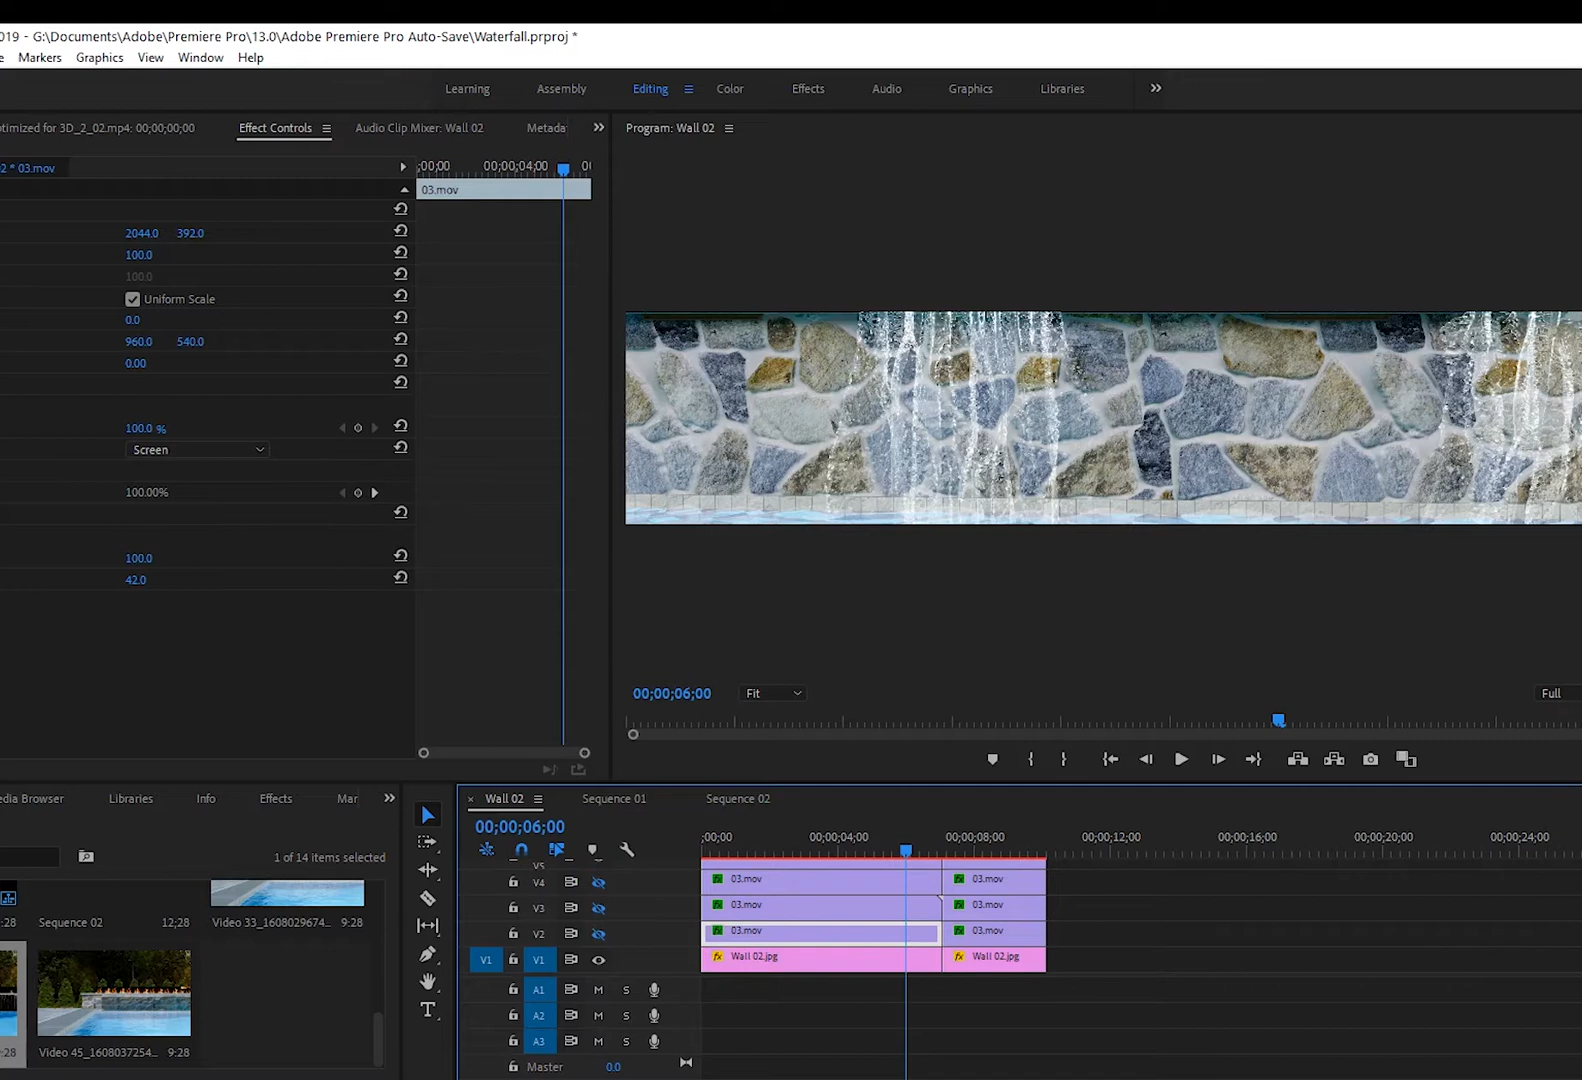 019 - G:\Documents\Adobe\Premiere Pro\13.0\Adobe Premiere Pro Auto-Save\Waterfall.prproj *
e Markers Graphics View Window Help
Learning Assembly Editing Color Effects Audio Graphics Libraries
timized for 3D_2_02.mp4: 00;00;00;00 Effect Controls Audio Clip Mixer: Wall 02 Metada
Program: Wall 02
2 * 03.mov
;00;00 00;00;04;00 00
03.mov
2044.0 392.0
100.0
100.0
Uniform Scale
0.0
960.0 540.0
0.00
100.0 %
Screen
100.00%
100.0
42.0
00;00;06;00 Fit Full
edia Browser Libraries Info Effects Mar
1 of 14 items selected
:28 Sequence 02 12;28 Video 33_1608029674... 9:28
9:28 Video 45_1608037254... 9:28
× Wall 02 Sequence 01 Sequence 02
00;00;06;00
;00;00 00;00;04;00 00;00;08;00 00;00;12;00 00;00;16;00 00;00;20;00 00;00;24;00
V5
V4 03.mov 03.mov
V3 03.mov 03.mov
V2 03.mov 03.mov
V1 V1 fx Wall 02.jpg fx Wall 02.jpg
A1 M S
A2 M S
A3 M S
Master 0.0
T